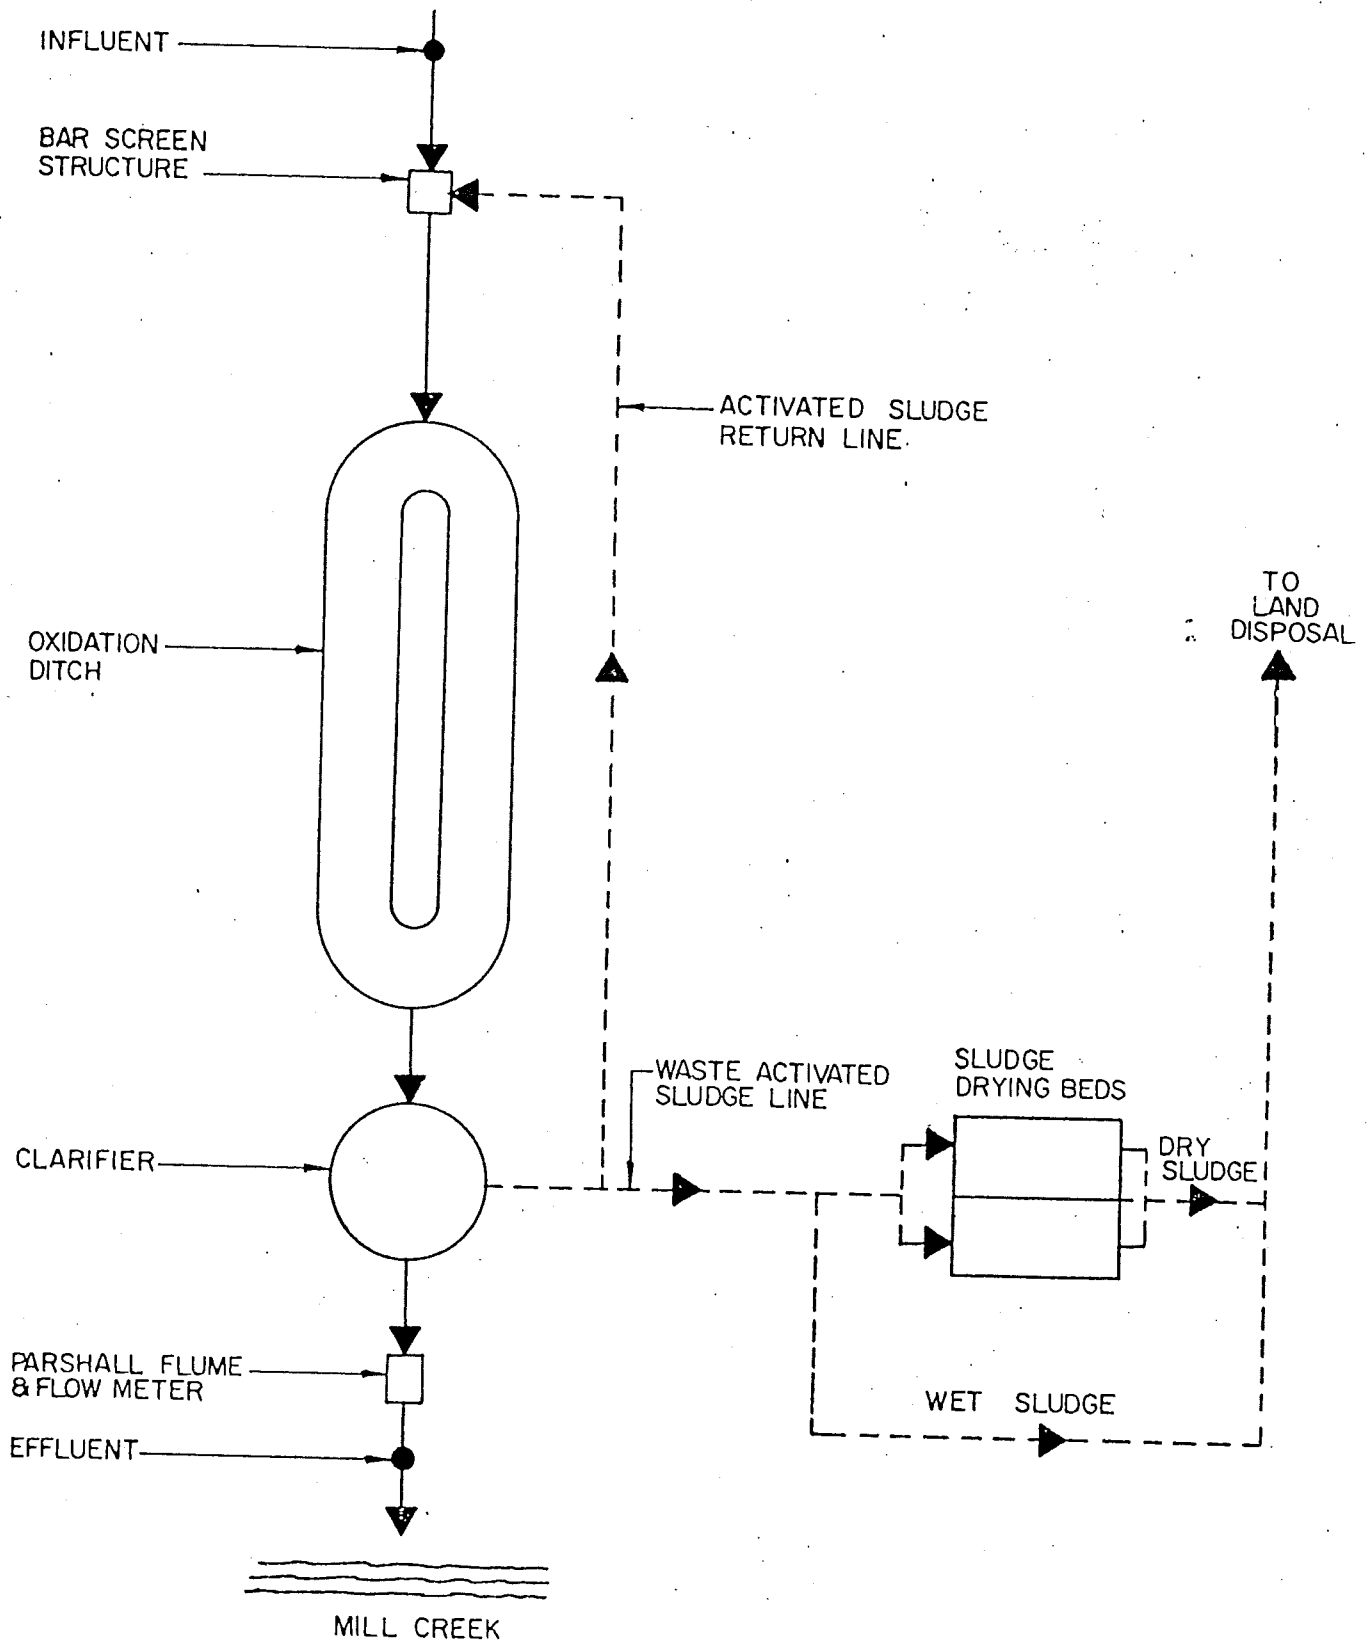 INFLUENT
BAR SCREEN
STRUCTURE
ACTIVATED SLUDGE
RETURN LINE
TO
LAND
DISPOSAL
OXIDATION
DITCH
WASTE ACTIVATED
SLUDGE LINE
SLUDGE
DRYING BEDS
CLARIFIER
DRY
SLUDGE
PARSHALL FLUME
& FLOW METER
WET SLUDGE
EFFLUENT
MILL CREEK